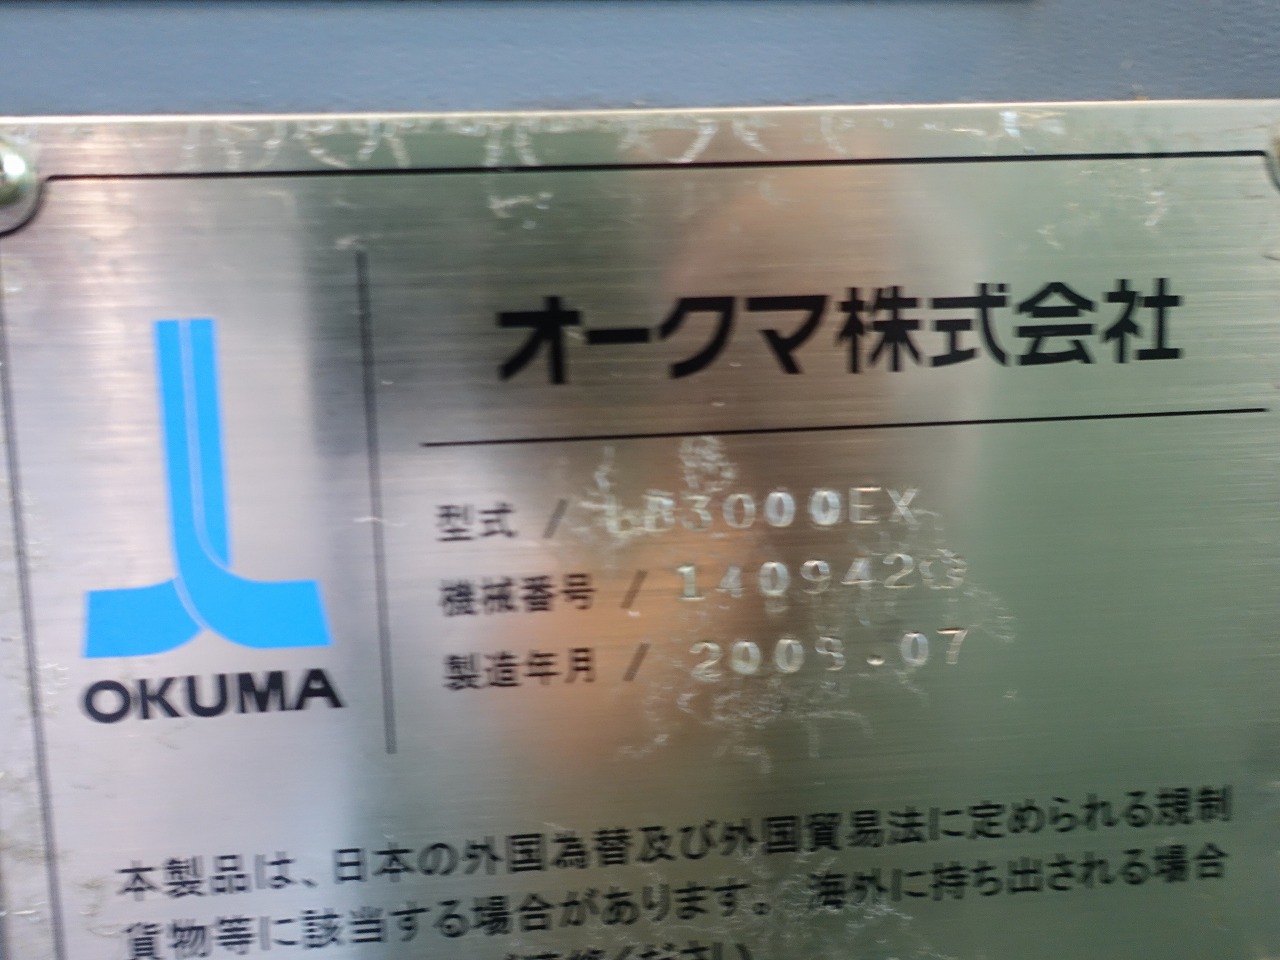 オークマ株式会社
型式 / LB3000EX
機械番号 /
製造年月 /
OKUMA
本製品は、日本の外国為替及び外国貿易法に定められる規制
貨物等に該当する場合があります。海外に持ち出される場合